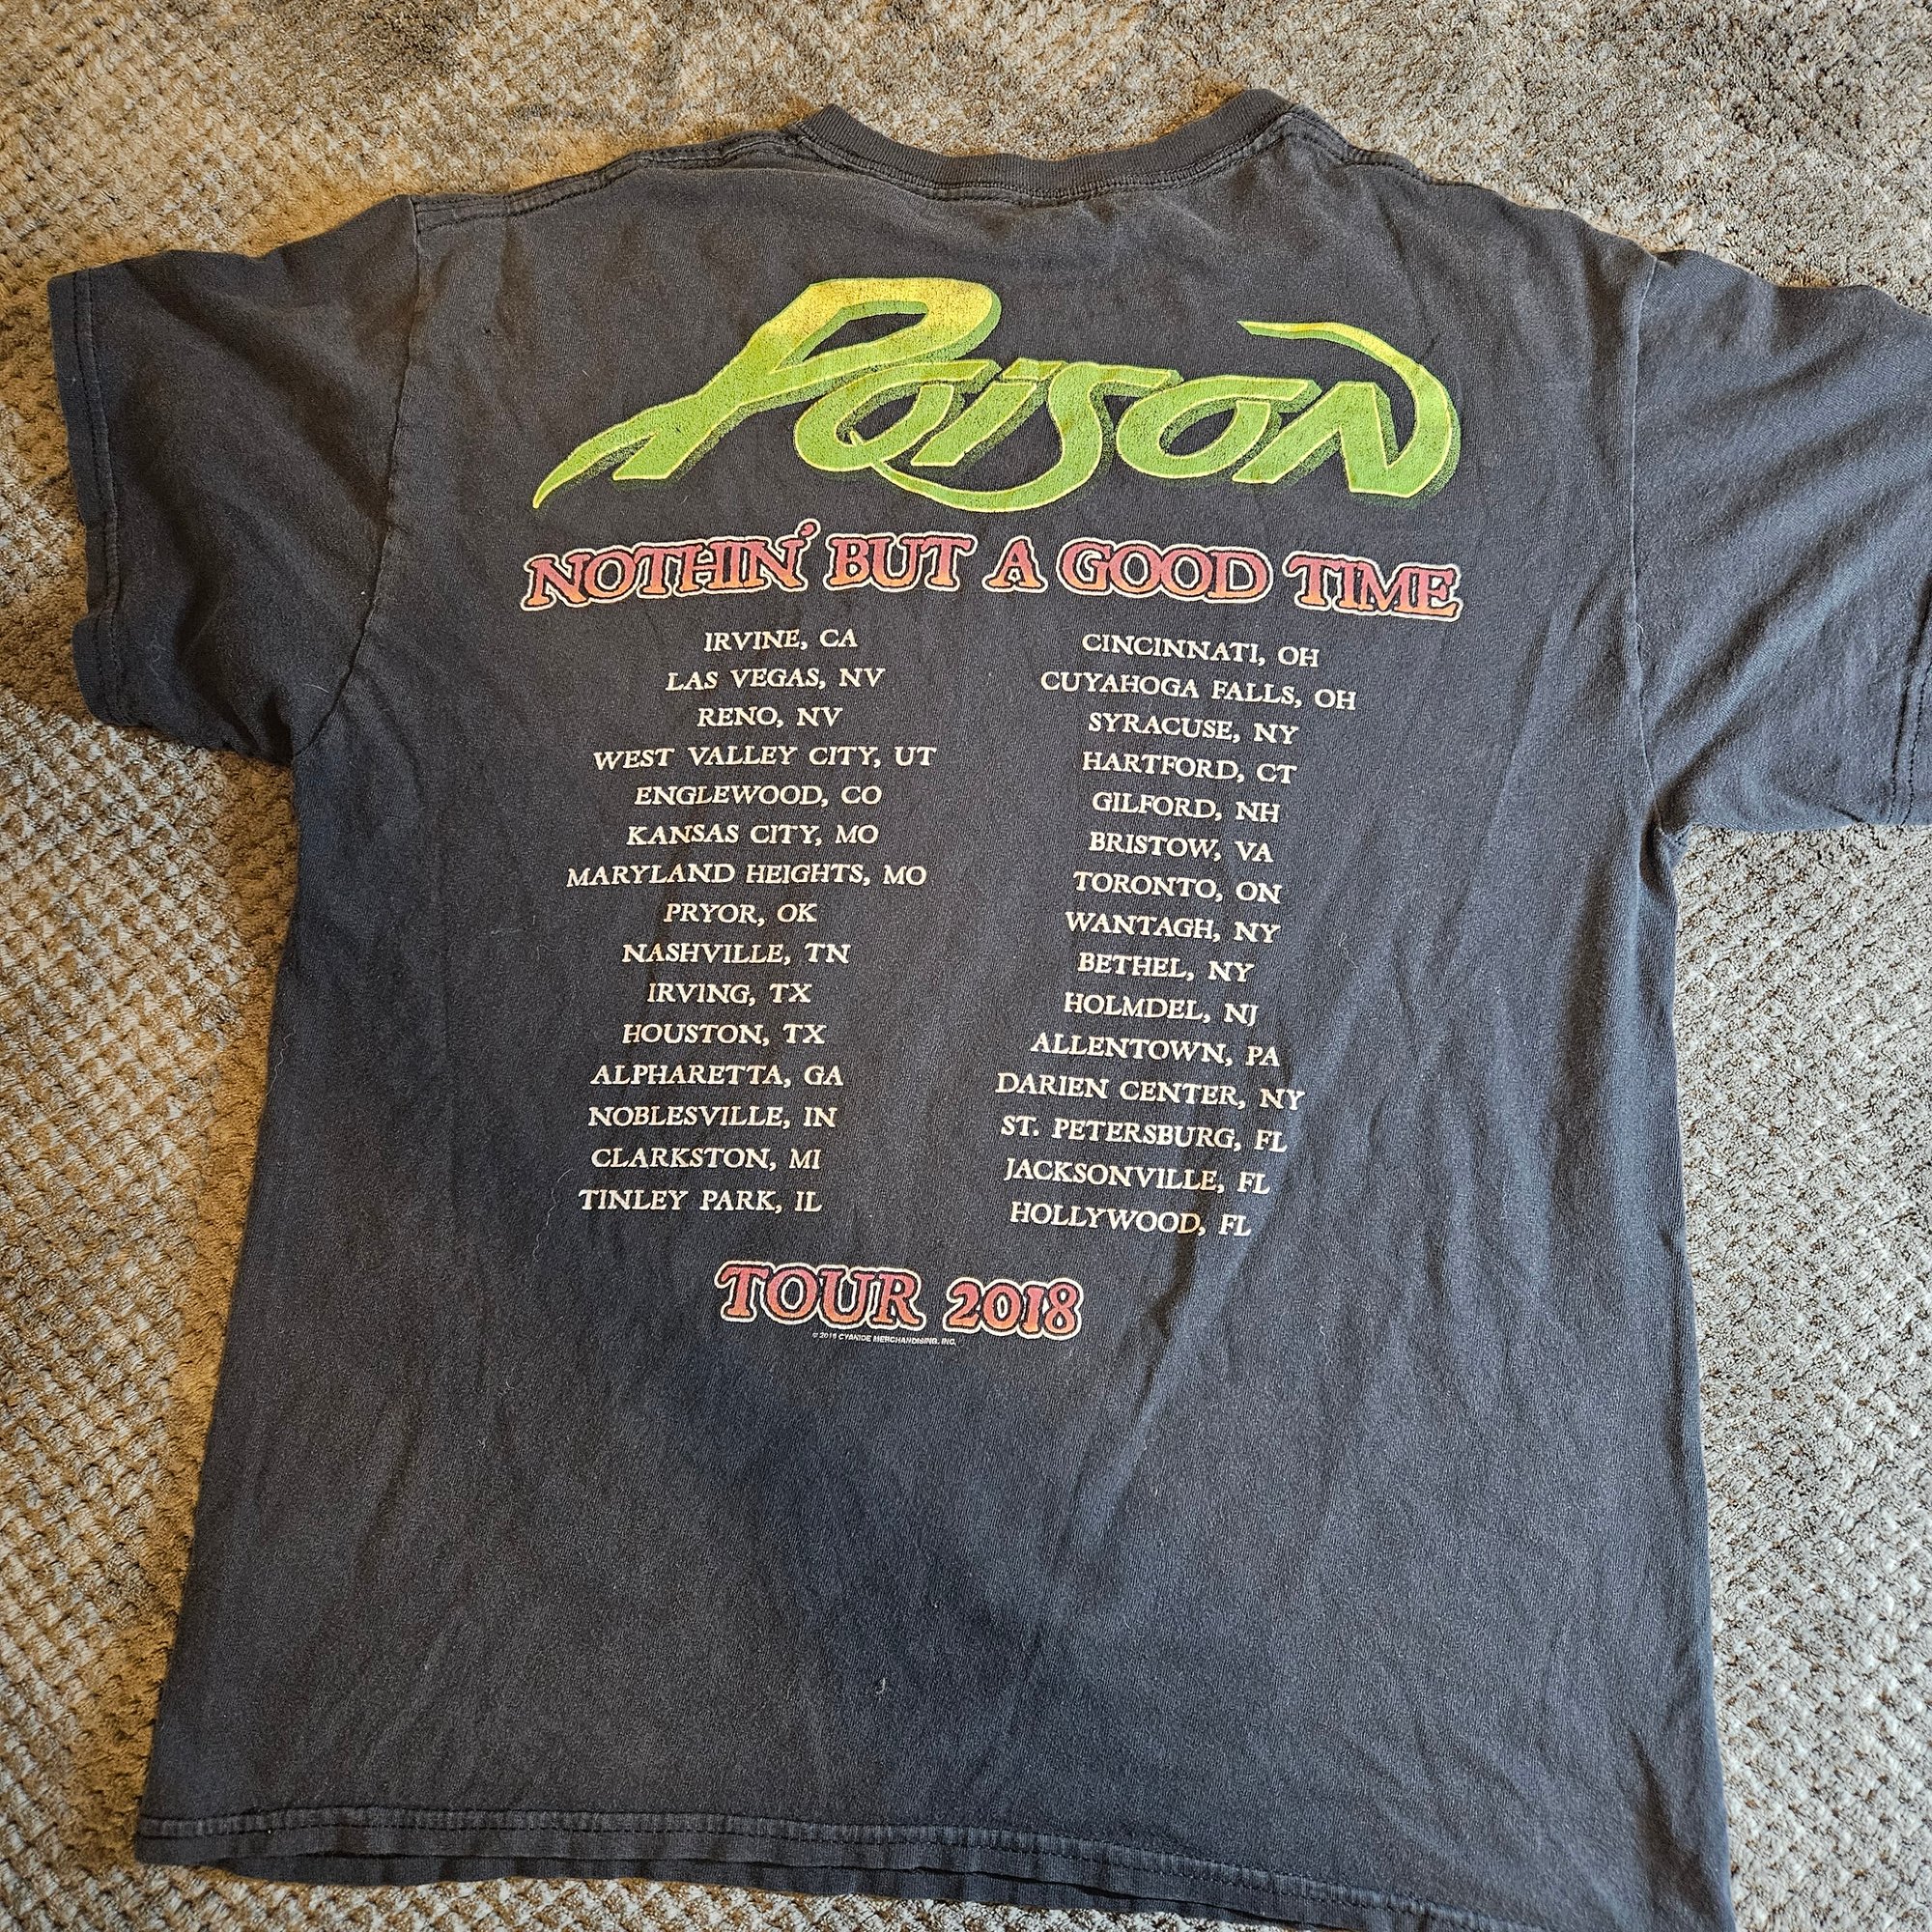 Poison
NOTHIN' BUT A GOOD TIME
IRVINE, CA
LAS VEGAS, NV
RENO, NV
WEST VALLEY CITY, UT
ENGLEWOOD, CO
KANSAS CITY, MO
MARYLAND HEIGHTS, MO
PRYOR, OK
NASHVILLE, TN
IRVING, TX
HOUSTON, TX
ALPHARETTA, GA
NOBLESVILLE, IN
CLARKSTON, MI
TINLEY PARK, IL
CINCINNATI, OH
CUYAHOGA FALLS, OH
SYRACUSE, NY
HARTFORD, CT
GILFORD, NH
BRISTOW, VA
TORONTO, ON
WANTAGH, NY
BETHEL, NY
HOLMDEL, NJ
ALLENTOWN, PA
DARIEN CENTER, NY
ST. PETERSBURG, FL
JACKSONVILLE, FL
HOLLYWOOD, FL
TOUR 2018
© 2018 CYANIDE MERCHANDISING, INC.